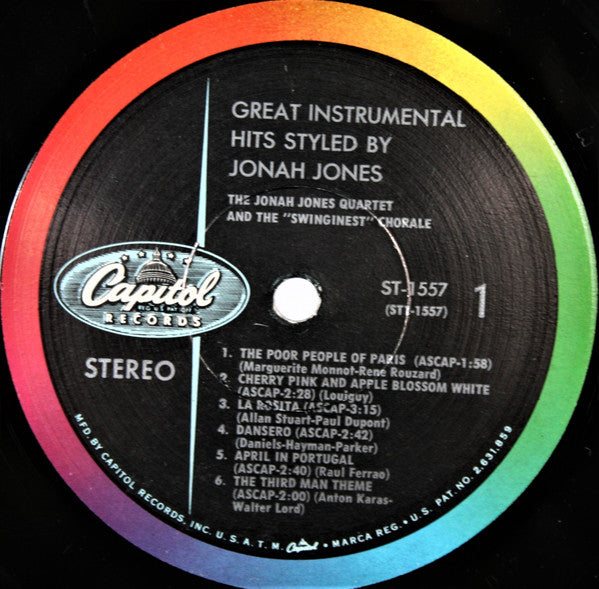 GREAT INSTRUMENTAL
HITS STYLED BY
JONAH JONES
THE JONAH JONES QUARTET
AND THE "SWINGINEST" CHORALE
Capitol
REG. U.S. PAT. OFF.
RECORDS
ST-1557
(ST1-1557)
1
STEREO
1. THE POOR PEOPLE OF PARIS (ASCAP-1:58)
(Marguerite Monnot-Rene Rouzard)
2. CHERRY PINK AND APPLE BLOSSOM WHITE
(ASCAP-2:28) (Louiguy)
3. LA ROSITA (ASCAP-3:15)
(Allan Stuart-Paul Dupont)
4. DANSERO (ASCAP-2:42)
(Daniels-Hayman-Parker)
5. APRIL IN PORTUGAL
(ASCAP-2:40) (Raul Ferrao)
6. THE THIRD MAN THEME
(ASCAP-2:00) (Anton Karas-
Walter Lord)
MFD. BY CAPITOL RECORDS, INC. U.S.A. T.M. Capitol • MARCA REG. • U.S. PAT. NO. 2,631,859